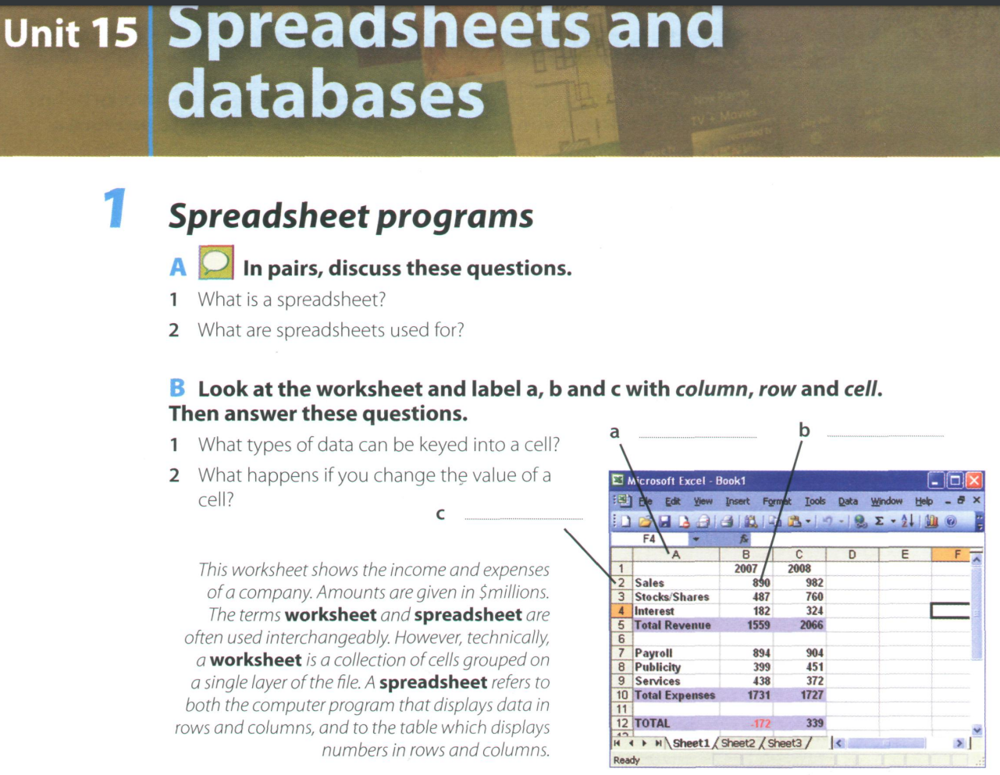 Unit 15
Spreadsheets and
databases
1 Spreadsheet programs
A In pairs, discuss these questions.
1 What is a spreadsheet?
2 What are spreadsheets used for?
B Look at the worksheet and label a, b and c with column, row and cell.
Then answer these questions.
1 What types of data can be keyed into a cell?
2 What happens if you change the value of a
cell?
a
b
c
This worksheet shows the income and expenses
of a company. Amounts are given in $millions.
The terms worksheet and spreadsheet are
often used interchangeably. However, technically,
a worksheet is a collection of cells grouped on
a single layer of the file. A spreadsheet refers to
both the computer program that displays data in
rows and columns, and to the table which displays
numbers in rows and columns.
Microsoft Excel - Book1
File Edit View Insert Format Tools Data Window Help
F4 fx
A B C D E F
1 2007 2008
2 Sales 890 982
3 Stocks/Shares 487 760
4 Interest 182 324
5 Total Revenue 1559 2066
6
7 Payroll 894 904
8 Publicity 399 451
9 Services 438 372
10 Total Expenses 1731 1727
11
12 TOTAL -172 339
Sheet1 Sheet2 Sheet3
Ready